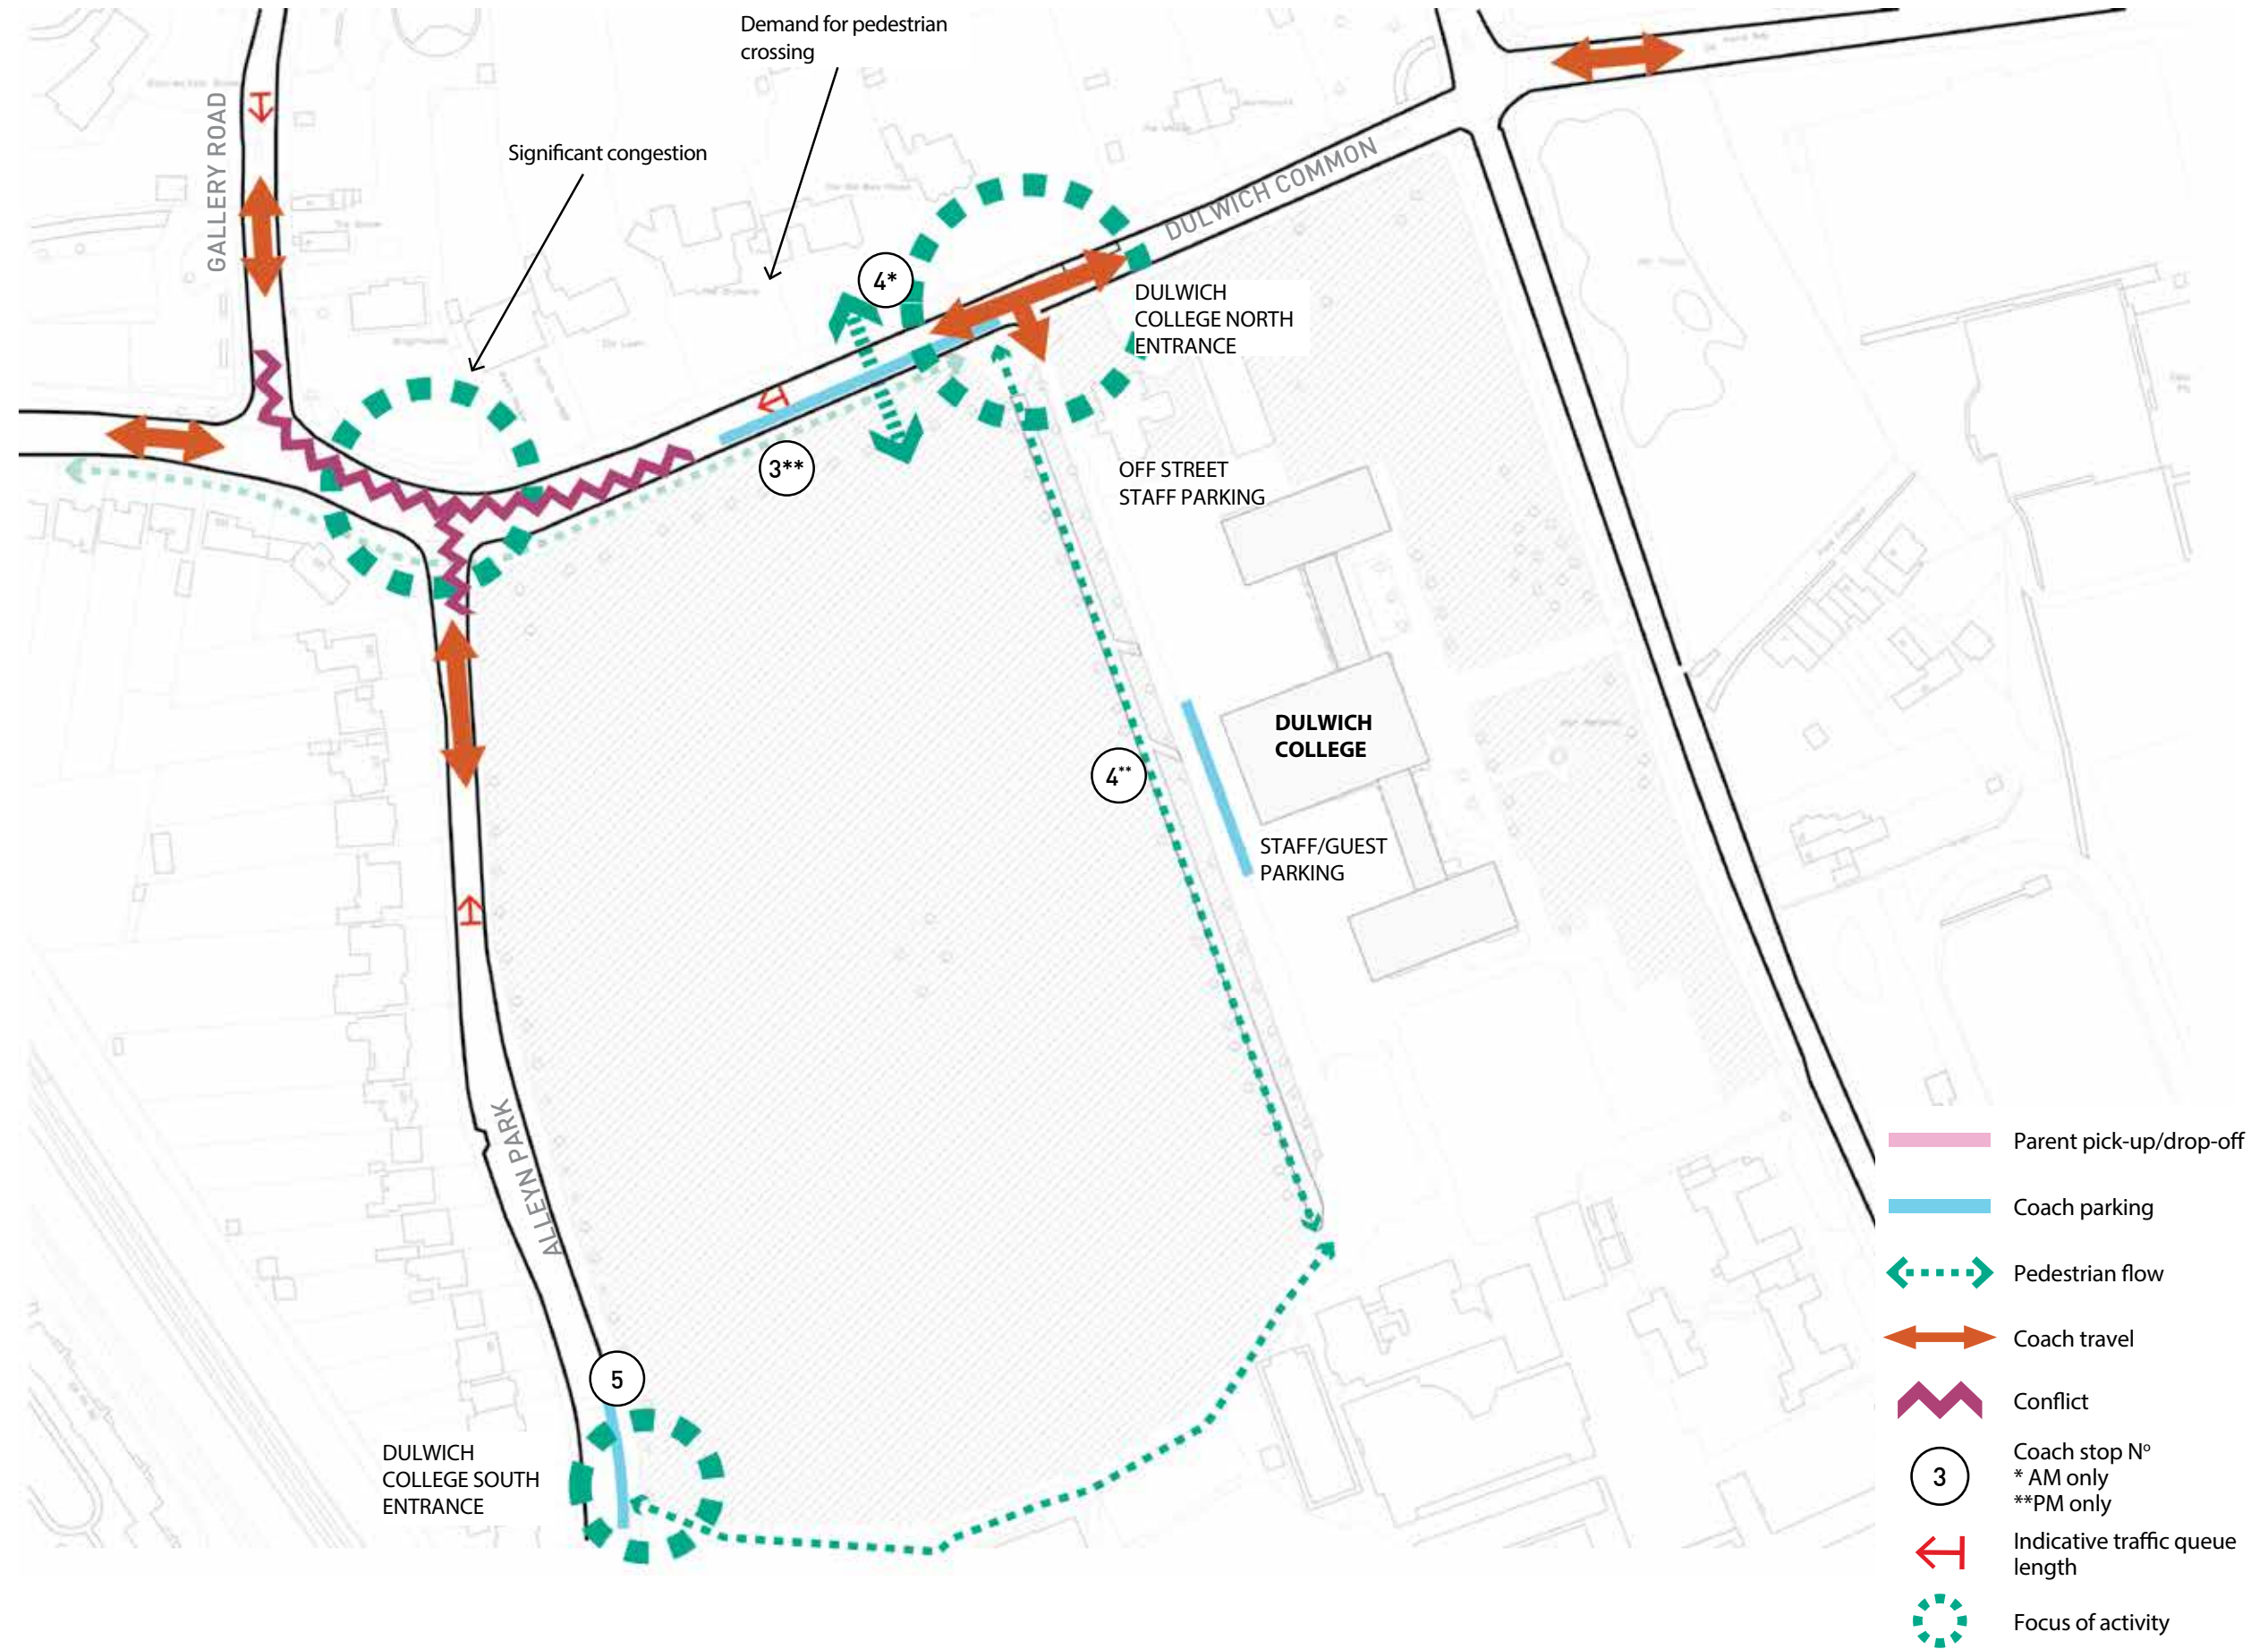 Demand for pedestrian
crossing
Significant congestion
GALLERY ROAD
DULWICH COMMON
4*
DULWICH
COLLEGE NORTH
ENTRANCE
3**
OFF STREET
STAFF PARKING
DULWICH
COLLEGE
4**
STAFF/GUEST
PARKING
ALLEYN PARK
5
DULWICH
COLLEGE SOUTH
ENTRANCE
Parent pick-up/drop-off
Coach parking
Pedestrian flow
Coach travel
Conflict
3
Coach stop Nº
* AM only
**PM only
Indicative traffic queue
length
Focus of activity